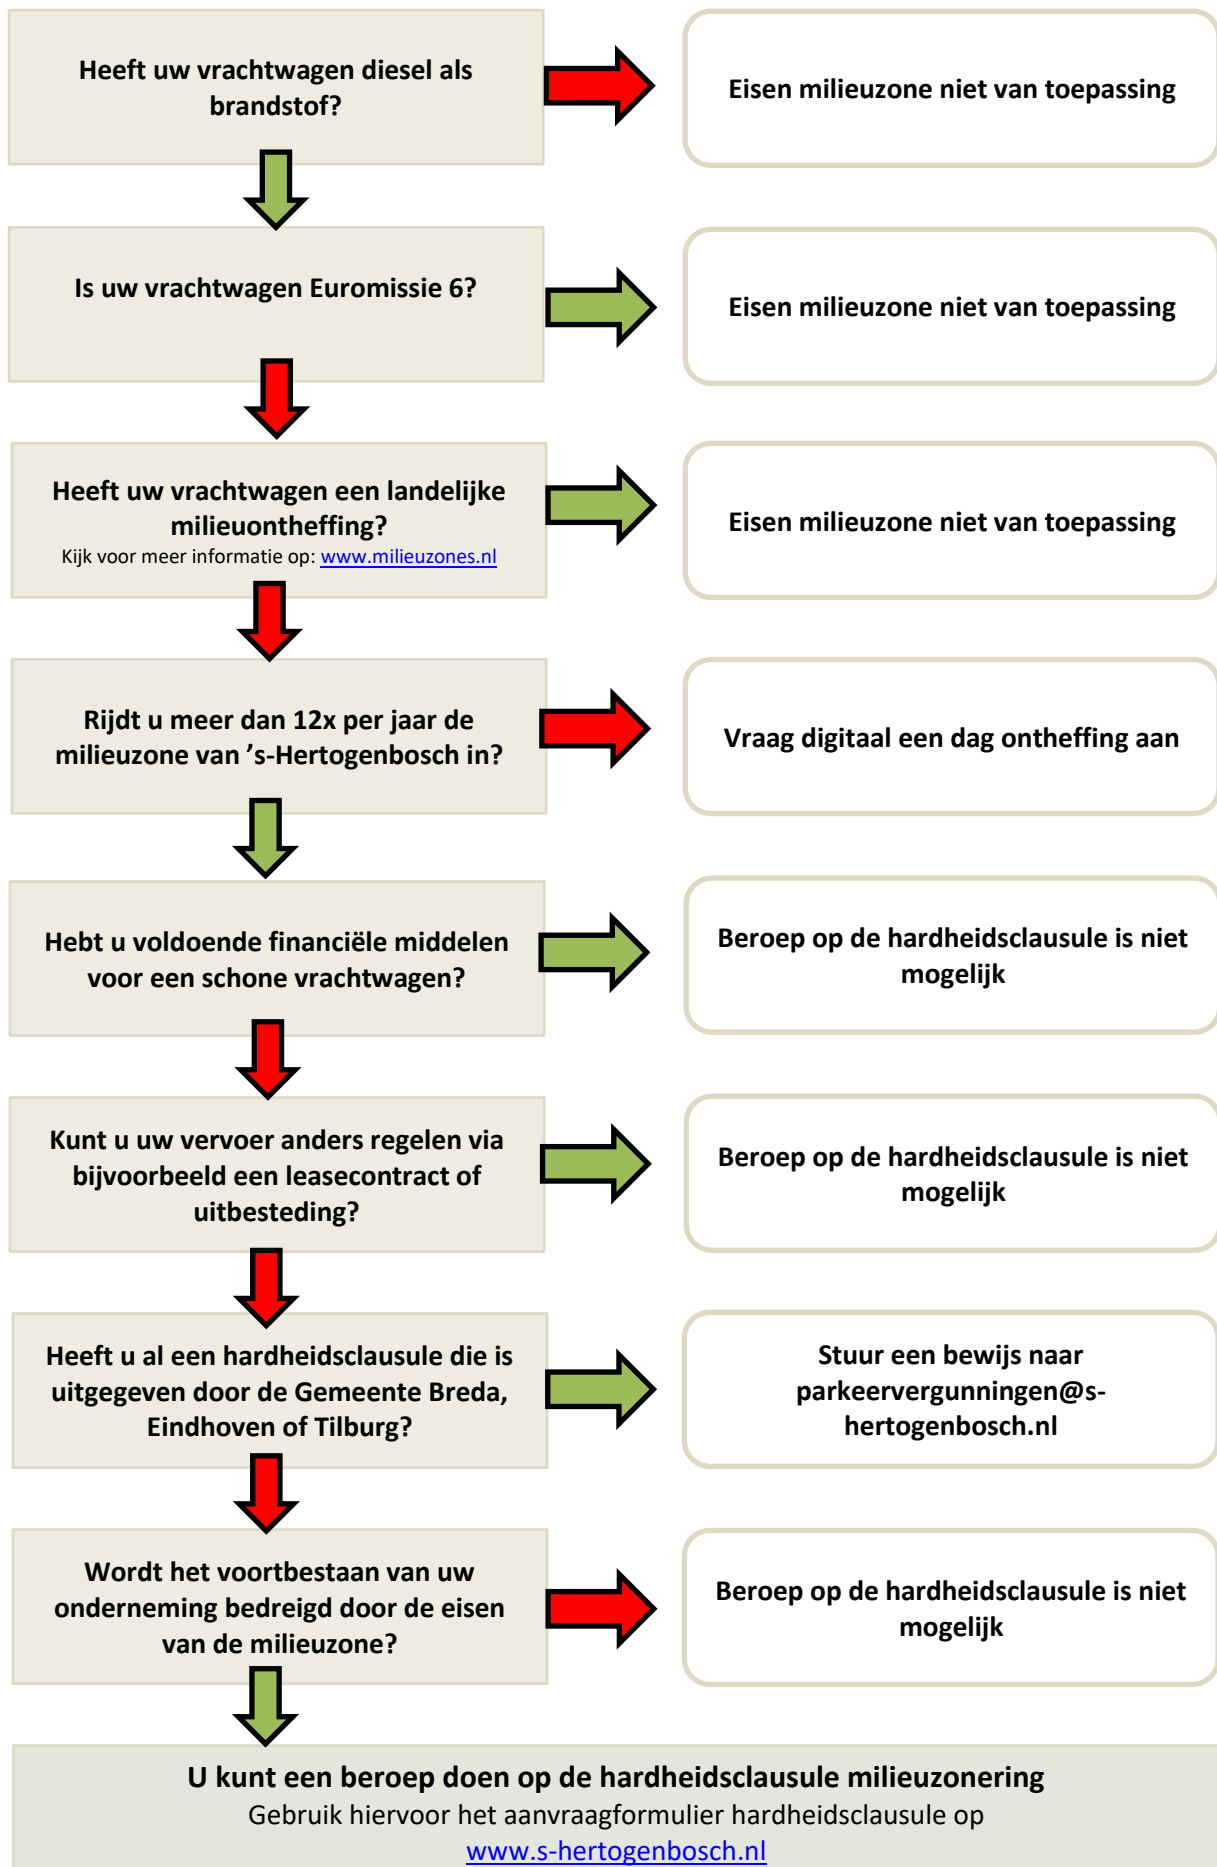 Heeft uw vrachtwagen diesel als
brandstof?
Eisen milieuzone niet van toepassing
Is uw vrachtwagen Euromissie 6?
Eisen milieuzone niet van toepassing
Heeft uw vrachtwagen een landelijke
milieuontheffing?
Kijk voor meer informatie op: www.milieuzones.nl
Eisen milieuzone niet van toepassing
Rijdt u meer dan 12x per jaar de
milieuzone van ’s-Hertogenbosch in?
Vraag digitaal een dag ontheffing aan
Hebt u voldoende financiële middelen
voor een schone vrachtwagen?
Beroep op de hardheidsclausule is niet
mogelijk
Kunt u uw vervoer anders regelen via
bijvoorbeeld een leasecontract of
uitbesteding?
Beroep op de hardheidsclausule is niet
mogelijk
Heeft u al een hardheidsclausule die is
uitgegeven door de Gemeente Breda,
Eindhoven of Tilburg?
Stuur een bewijs naar
parkeervergunningen@s-
hertogenbosch.nl
Wordt het voortbestaan van uw
onderneming bedreigd door de eisen
van de milieuzone?
Beroep op de hardheidsclausule is niet
mogelijk
U kunt een beroep doen op de hardheidsclausule milieuzonering
Gebruik hiervoor het aanvraagformulier hardheidsclausule op
www.s-hertogenbosch.nl